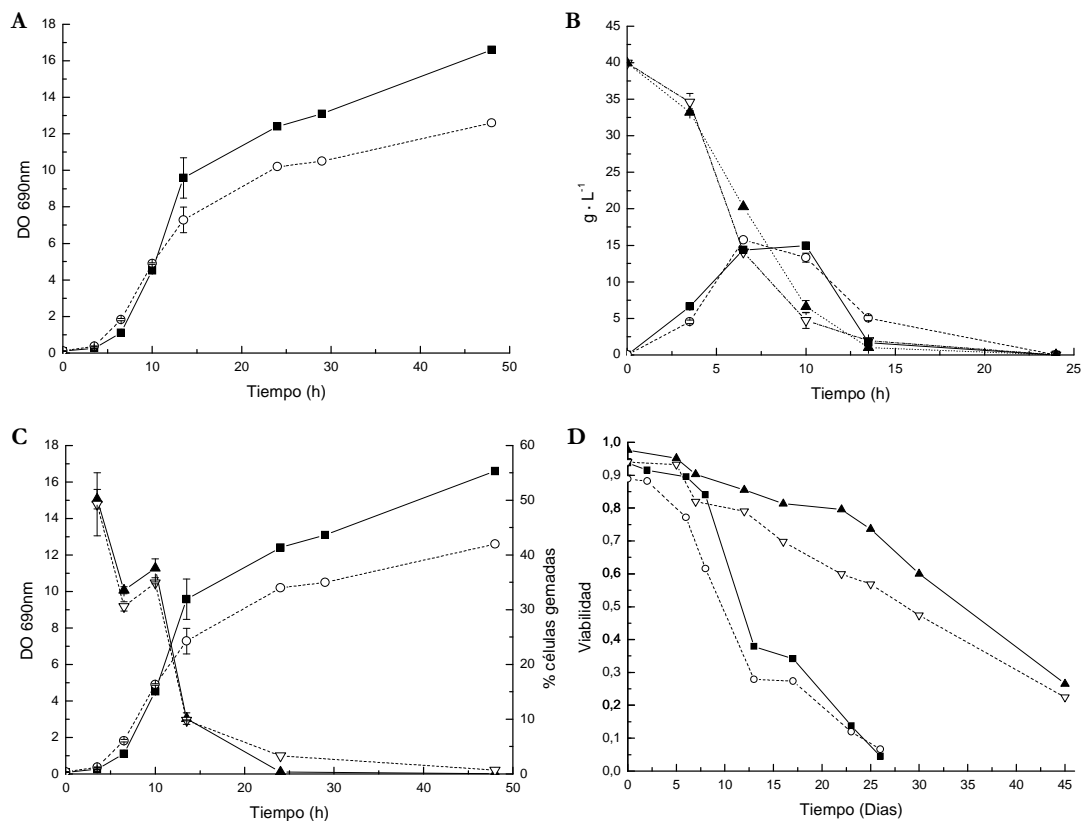 A
18
16
14
12
10
8
6
4
2
0
DO 690nm
0 10 20 30 40 50
Tiempo (h)
B
45
40
35
30
25
20
15
10
5
0
g · L⁻¹
0 5 10 15 20 25
Tiempo (h)
C
18
16
14
12
10
8
6
4
2
0
DO 690nm
60
50
40
30
20
10
0
% células gemadas
0 10 20 30 40 50
Tiempo (h)
D
1,0
0,9
0,8
0,7
0,6
0,5
0,4
0,3
0,2
0,1
0,0
Viabilidad
0 5 10 15 20 25 30 35 40 45
Tiempo (Dias)